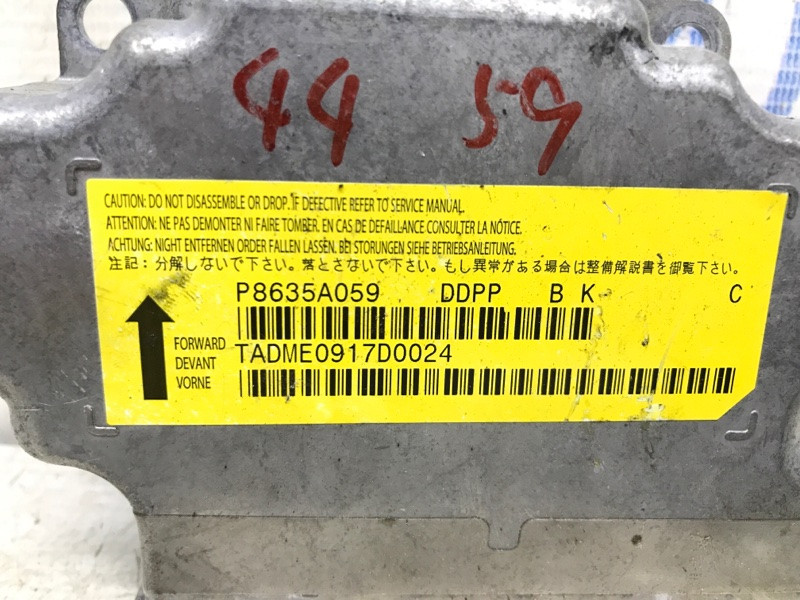 44 59
CAUTION: DO NOT DISASSEMBLE OR DROP. IF DEFECTIVE REFER TO SERVICE MANUAL.
ATTENTION: NE PAS DEMONTER NI FAIRE TOMBER. EN CAS DE DEFAILLANCE CONSULTER LA NÓTICE.
ACHTUNG: NIGHT ENTFERNEN ORDER FALLEN LASSEN. BEI STORUNGEN SIEHE BETRIEBSANLEITUNG.
注記：分解しないで下さい。落とさないで下さい。もし異常がある場合は整備解説書を御覧下さい。
P8635A059 DDPP B K C
FORWARD TADME0917D0024
DEVANT
VORNE